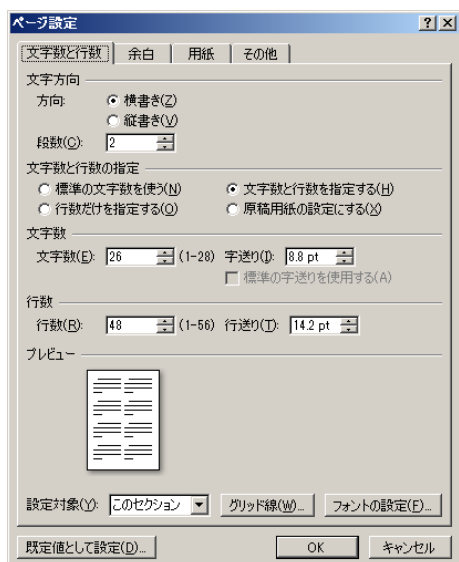 ページ設定
文字数と行数 余白 用紙 その他
文字方向
方向: 横書き(Z)
縦書き(V)
段数(C): 2
文字数と行数の指定
標準の文字数を使う(N) 文字数と行数を指定する(H)
行数だけを指定する(O) 原稿用紙の設定にする(X)
文字数
文字数(E): 26 (1-28) 字送り(I): 8.8 pt
標準の字送りを使用する(A)
行数
行数(R): 48 (1-56) 行送り(T): 14.2 pt
プレビュー
設定対象(Y): このセクション グリッド線(W)... フォントの設定(F)...
既定値として設定(D)... OK キャンセル